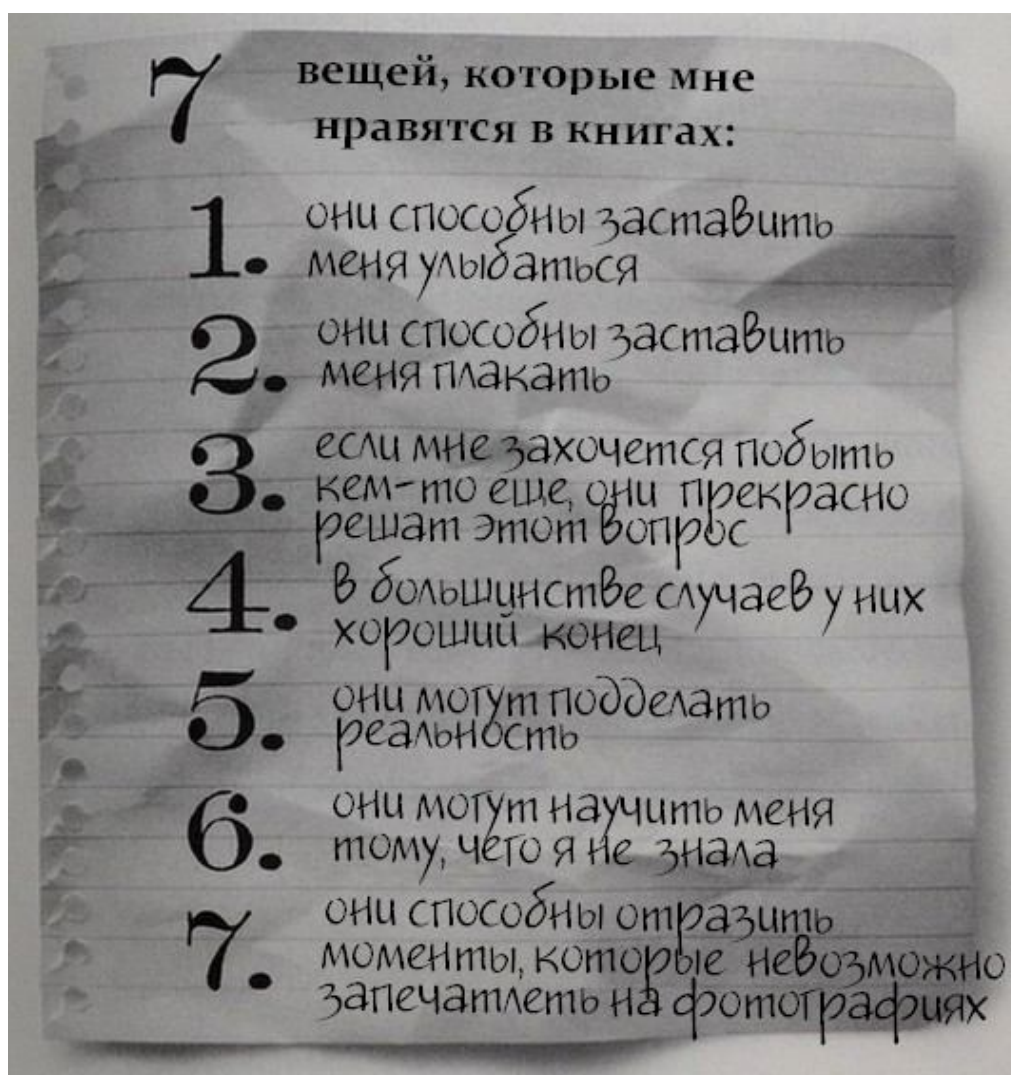 7 вещей, которые мне
нравятся в книгах:
1. они способны заставить
меня улыбаться
2. они способны заставить
меня плакать
3. если мне захочется побыть
кем-то еще, они прекрасно
решат этот вопрос
4. в большинстве случаев у них
хороший конец
5. они могут подделать
реальность
6. они могут научить меня
тому, чего я не знала
7. они способны отразить
моменты, которые невозможно
запечатлеть на фотографиях